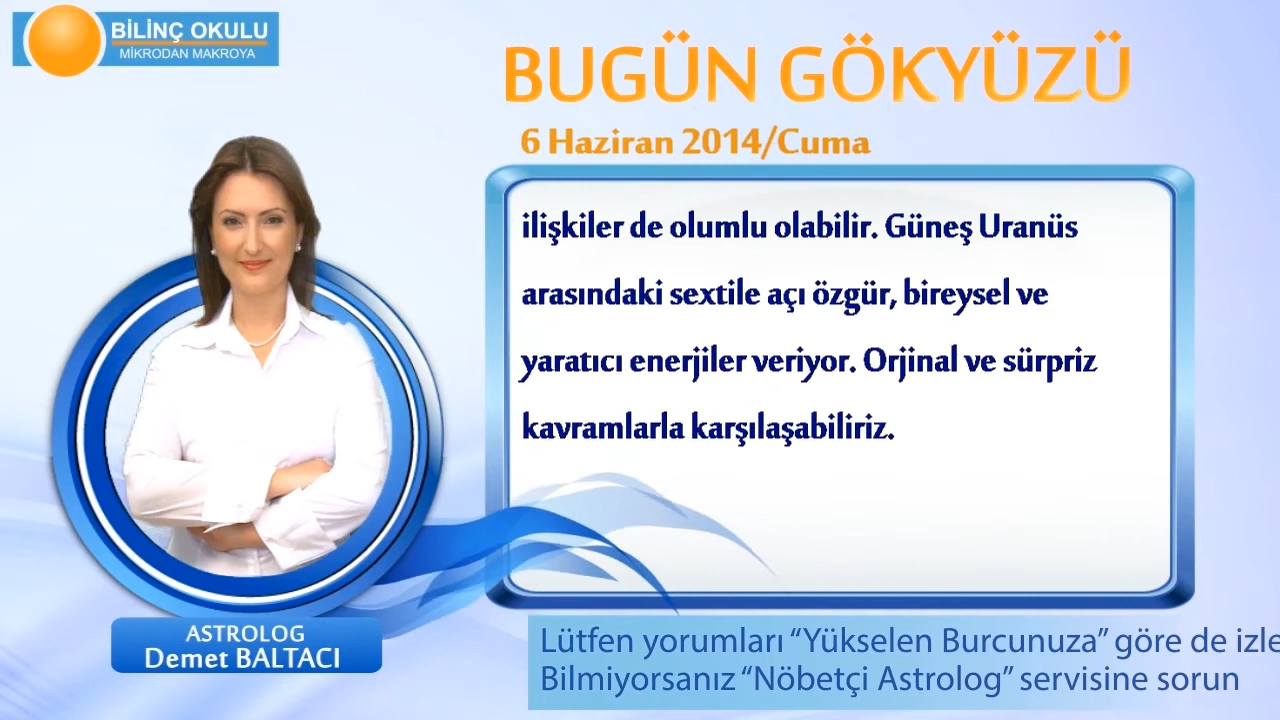 BİLİNÇ OKULU
MİKRODAN MAKROYA
BUGÜN GÖKYÜZÜ
6 Haziran 2014/Cuma
ilişkiler de olumlu olabilir. Güneş Uranüs
arasındaki sextile açı özgür, bireysel ve
yaratıcı enerjiler veriyor. Orjinal ve sürpriz
kavramlarla karşılaşabiliriz.
ASTROLOG
Demet BALTACI
Lütfen yorumları “Yükselen Burcunuza” göre de izle
Bilmiyorsanız “Nöbetçi Astrolog” servisine sorun